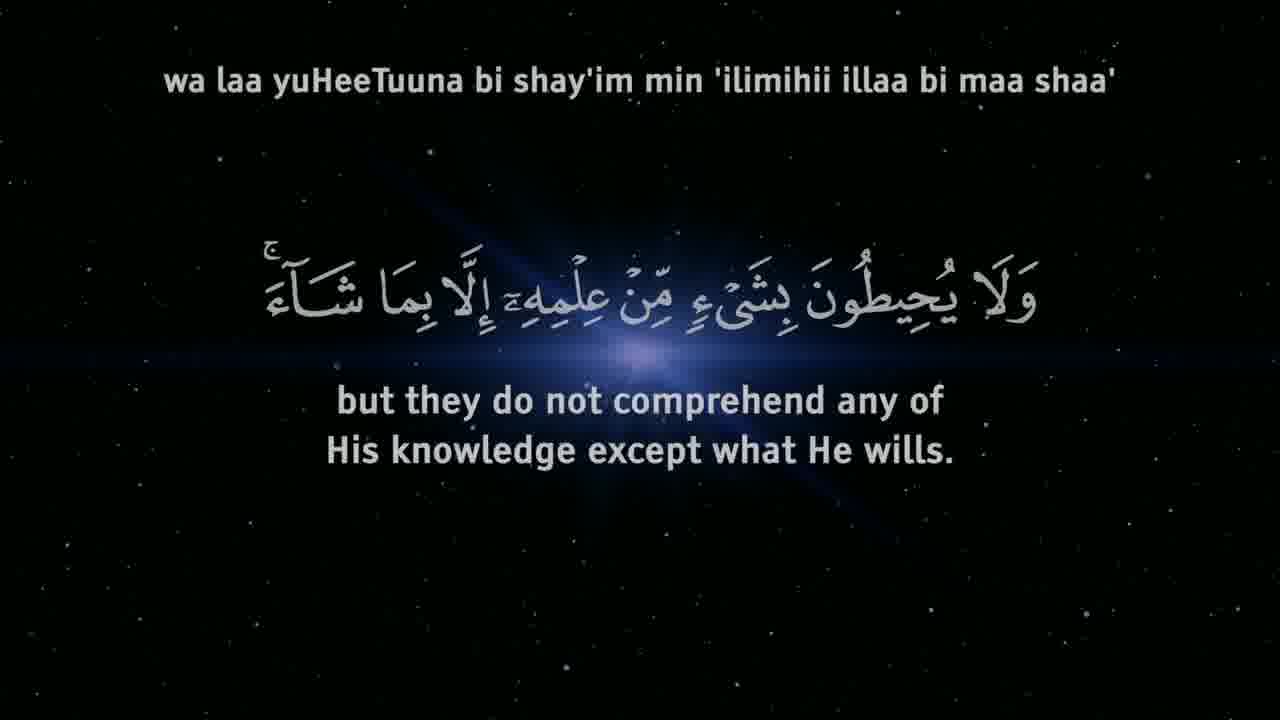 wa laa yuHeeTuuna bi shay'im min 'ilimihii illaa bi maa shaa'
وَلَا يُحِيطُونَ بِشَىْءٍ مِّنْ عِلْمِهِۦٓ إِلَّا بِمَا شَآءَ ۚ
but they do not comprehend any of
His knowledge except what He wills.